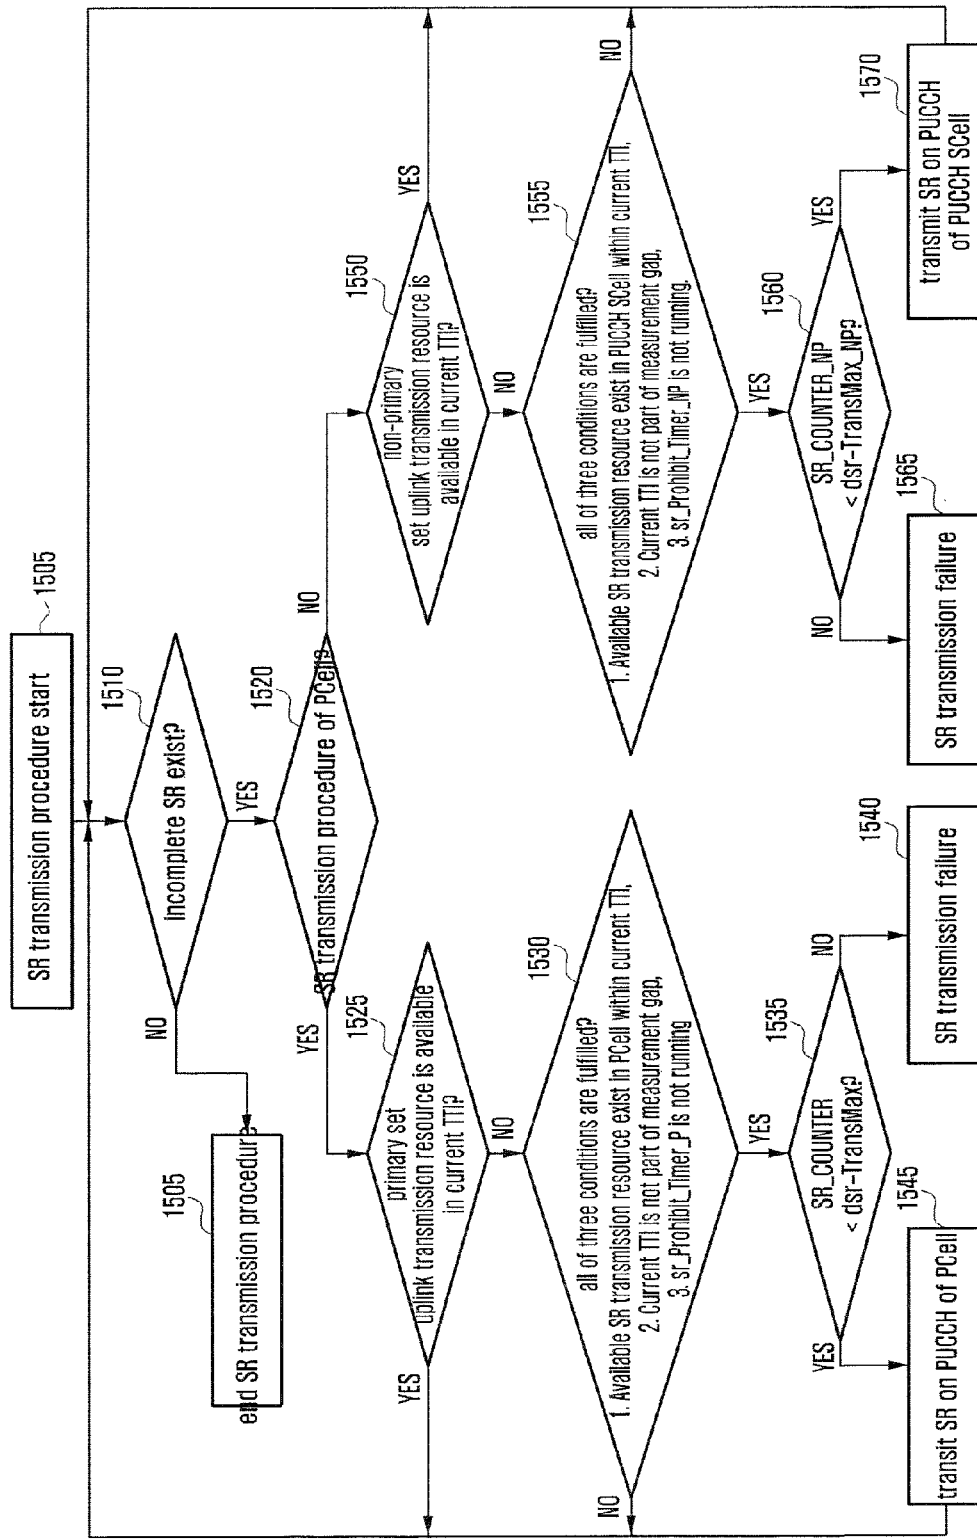 SR transmission procedure start
1505
Incomplete SR exist?
1510
NO
YES
end SR transmission procedure
1505
SR transmission procedure of PCell?
1520
YES
NO
primary set
uplink transmission resource is available
in current TTI?
1525
YES
NO
all of three conditions are fulfilled?
1. Available SR transmission resource exist in PCell within current TTI,
2. Current TTI is not part of measurement gap,
3. sr_Prohibit_Timer_P is not running
1530
NO
YES
SR_COUNTER
< dsr-TransMax?
1535
YES
NO
transit SR on PUCCH of PCell
1545
SR transmission failure
1540
non-primary
set uplink transmission resource is
available in current TTI?
1550
YES
NO
all of three conditions are fulfilled?
1. Available SR transmission resource exist in PUCCH SCell within current TTI,
2. Current TTI is not part of measurement gap,
3. sr_Prohibit_Timer_NP is not running.
1555
NO
YES
SR_COUNTER_NP
< dsr-TransMax_NP?
1560
NO
YES
SR transmission failure
1565
transmit SR on PUCCH
of PUCCH SCell
1570